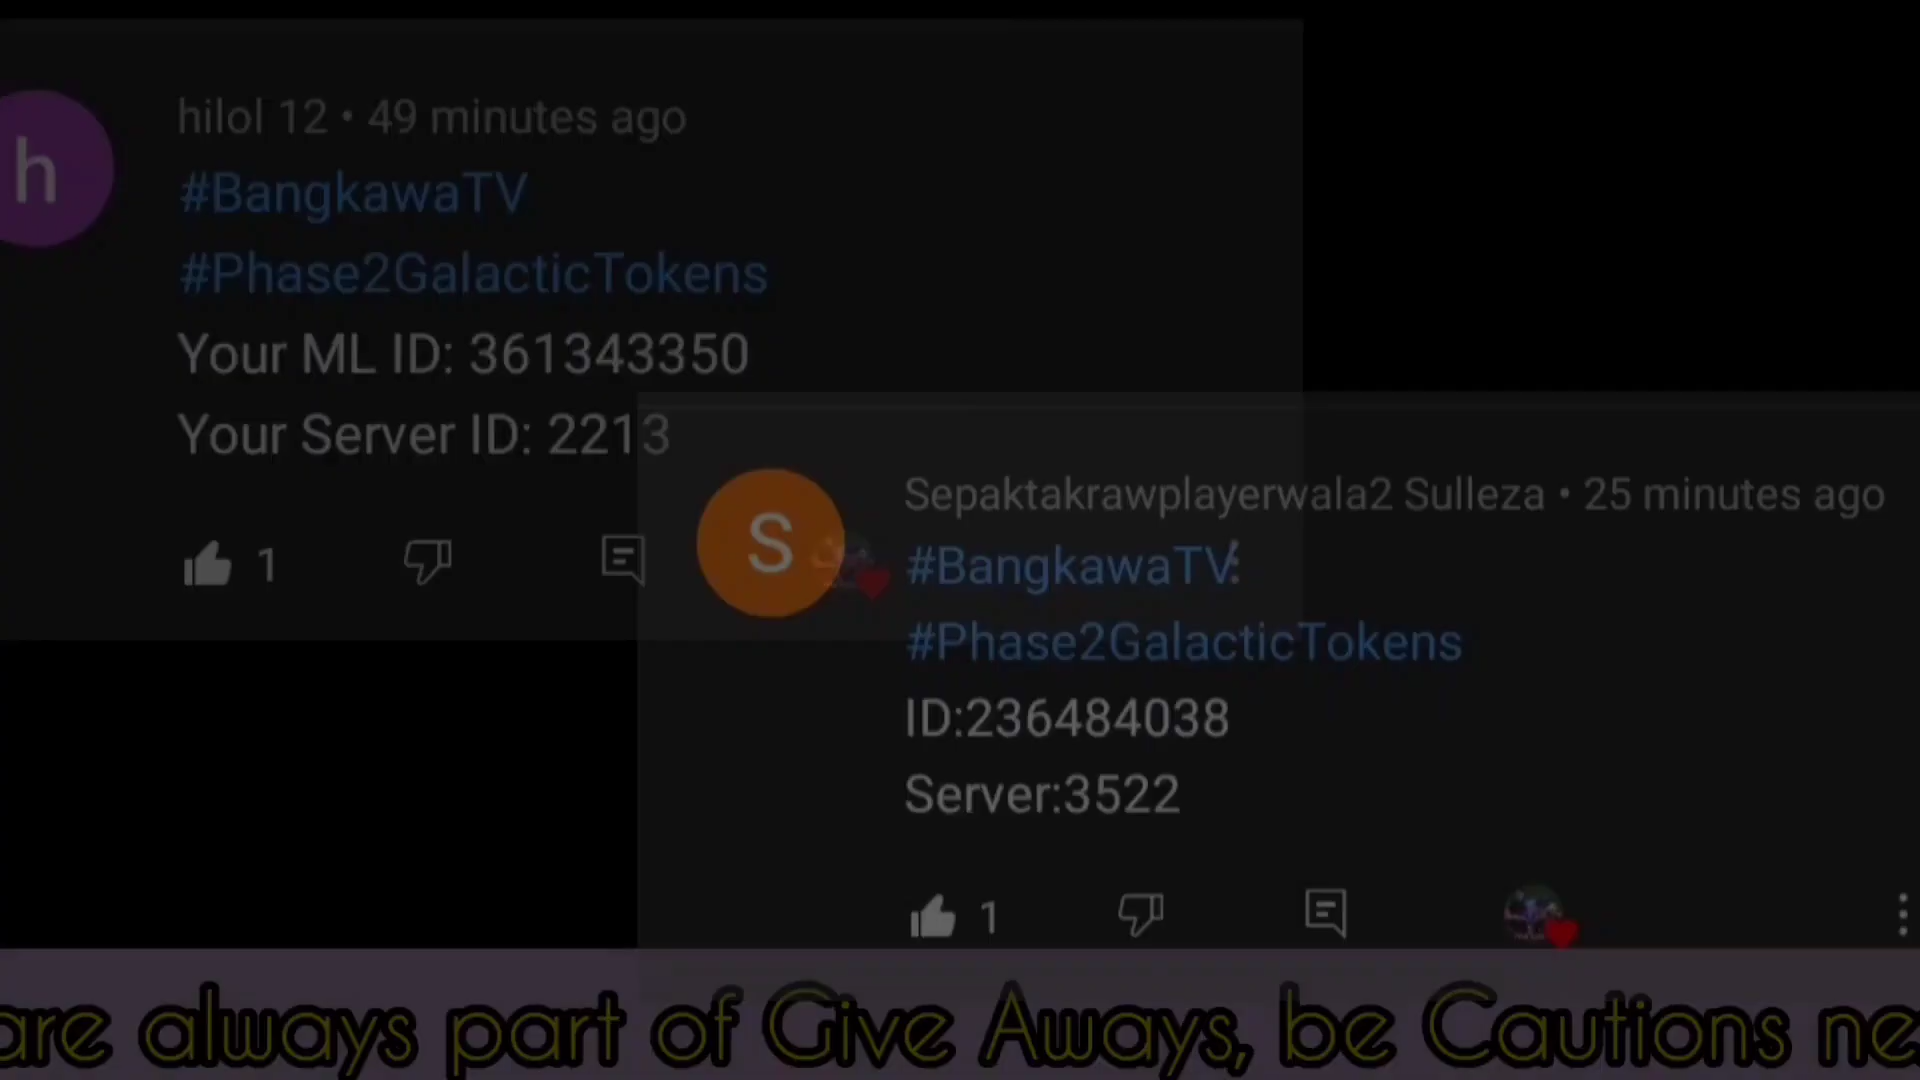 h
hilol 12 • 49 minutes ago
#BangkawaTV
#Phase2GalacticTokens
Your ML ID: 361343350
Your Server ID: 2213
1
S
Sepaktakrawplayerwala2 Sulleza • 25 minutes ago
#BangkawaTV
#Phase2GalacticTokens
ID:236484038
Server:3522
1
are always part of Give Aways, be Cautions ne